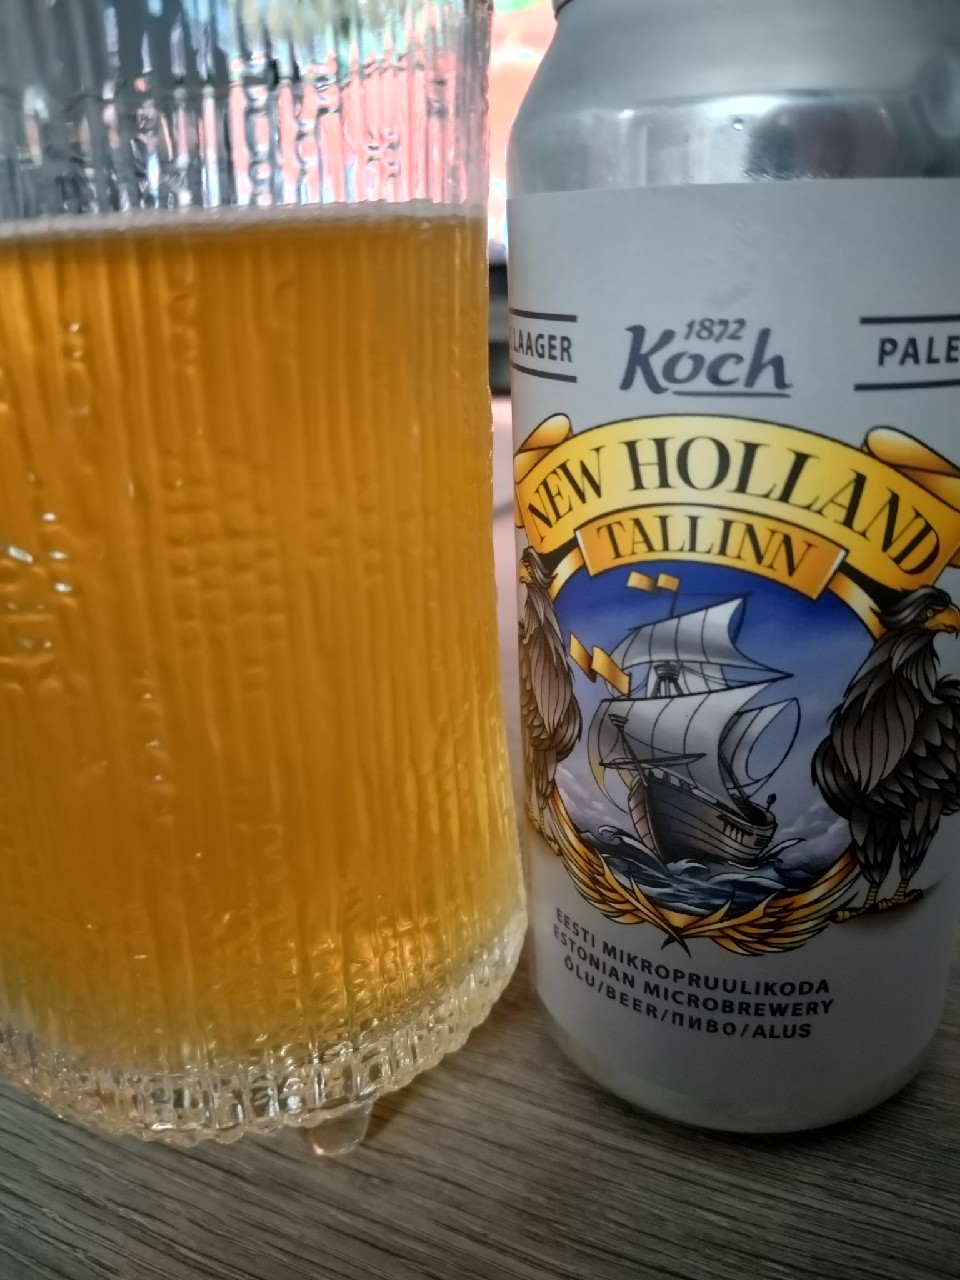 1872
Koch
LAAGER
PALE
NEW HOLLAND
TALLINN
EESTI MIKROPRUULIKODA
ESTONIAN MICROBREWERY
ÕLU/BEER/ПИВО/ALUS